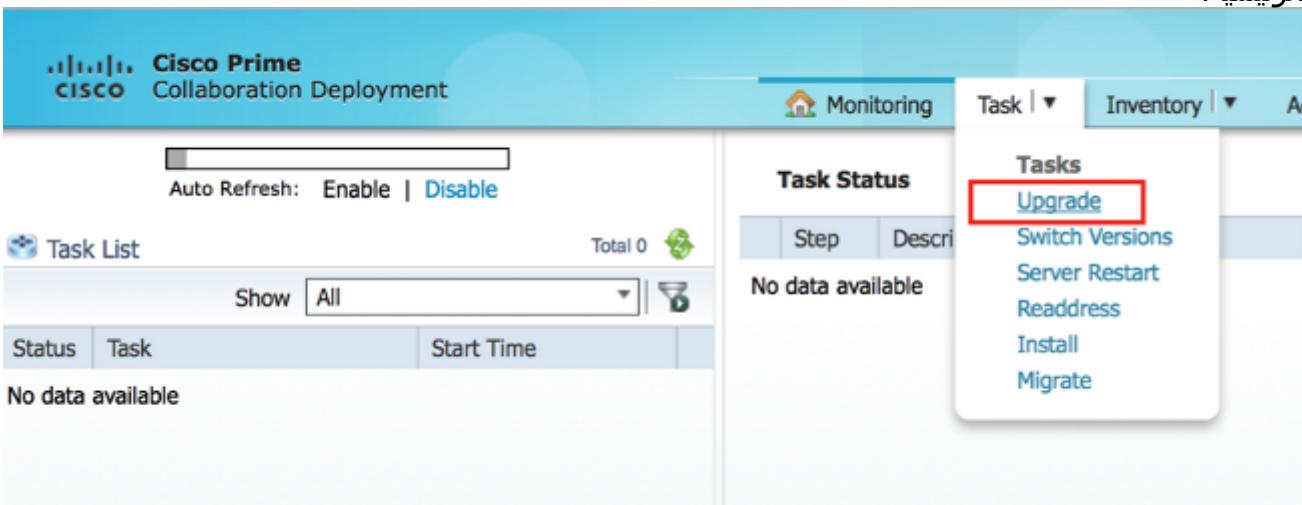 Cisco Prime
CISCO Collaboration Deployment
Monitoring Task Inventory
Auto Refresh: Enable | Disable
Task List Total 0
Show All
Status Task Start Time
No data available
Task Status
Step Descri
No data available
Tasks
Upgrade
Switch Versions
Server Restart
Readdress
Install
Migrate